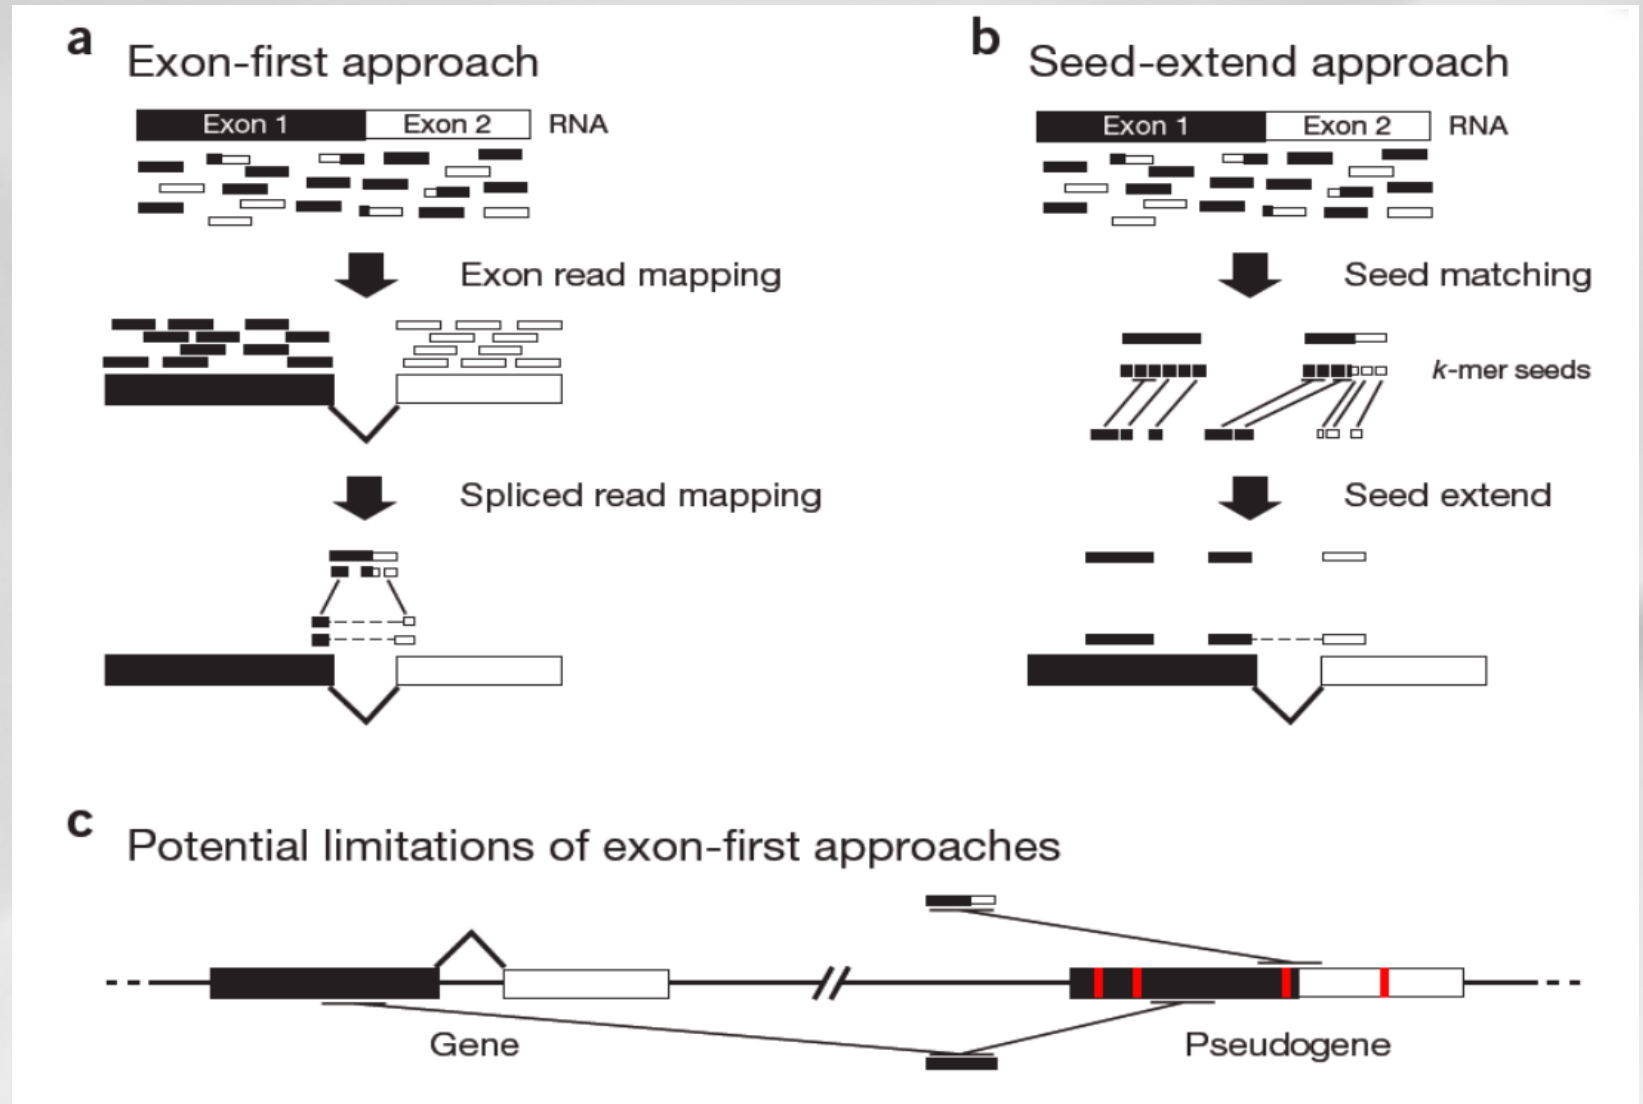 a Exon-first approach
Exon 1 Exon 2 RNA
Exon read mapping
Spliced read mapping
b Seed-extend approach
Exon 1 Exon 2 RNA
Seed matching
k-mer seeds
Seed extend
c Potential limitations of exon-first approaches
Gene
Pseudogene